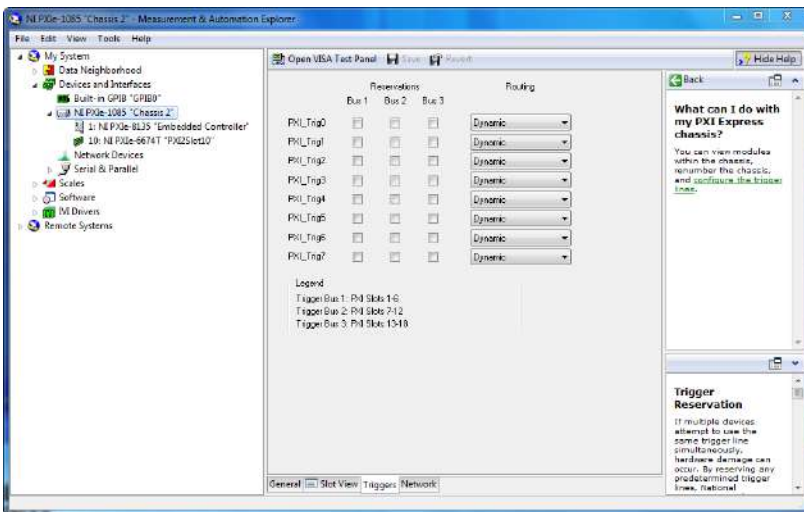 NI PXIe-1085 "Chassis 2" - Measurement & Automation Explorer
File Edit View Tools Help
My System
Data Neighborhood
Devices and Interfaces
Built-in GPIB "GPIB0"
NI PXIe-1085 "Chassis 2"
1: NI PXIe-8135 "Embedded Controller"
10: NI PXIe-6674T "PXI2Slot10"
Network Devices
Serial & Parallel
Scales
Software
IVI Drivers
Remote Systems
Open VISA Test Panel Save Revert
Hide Help
Reservations Routing
Bus 1 Bus 2 Bus 3
PXI_Trig0 Dynamic
PXI_Trig1 Dynamic
PXI_Trig2 Dynamic
PXI_Trig3 Dynamic
PXI_Trig4 Dynamic
PXI_Trig5 Dynamic
PXI_Trig6 Dynamic
PXI_Trig7 Dynamic
Legend
Trigger Bus 1: PXI Slots 1-6
Trigger Bus 2: PXI Slots 7-12
Trigger Bus 3: PXI Slots 13-18
General Slot View Triggers Network
Back
What can I do with
my PXI Express
chassis?
You can view modules
within the chassis,
renumber the chassis,
and configure the trigger
lines.
Trigger
Reservation
If multiple devices
attempt to use the
same trigger line
simultaneously,
hardware damage can
occur. By reserving any
predetermined trigger
lines, National